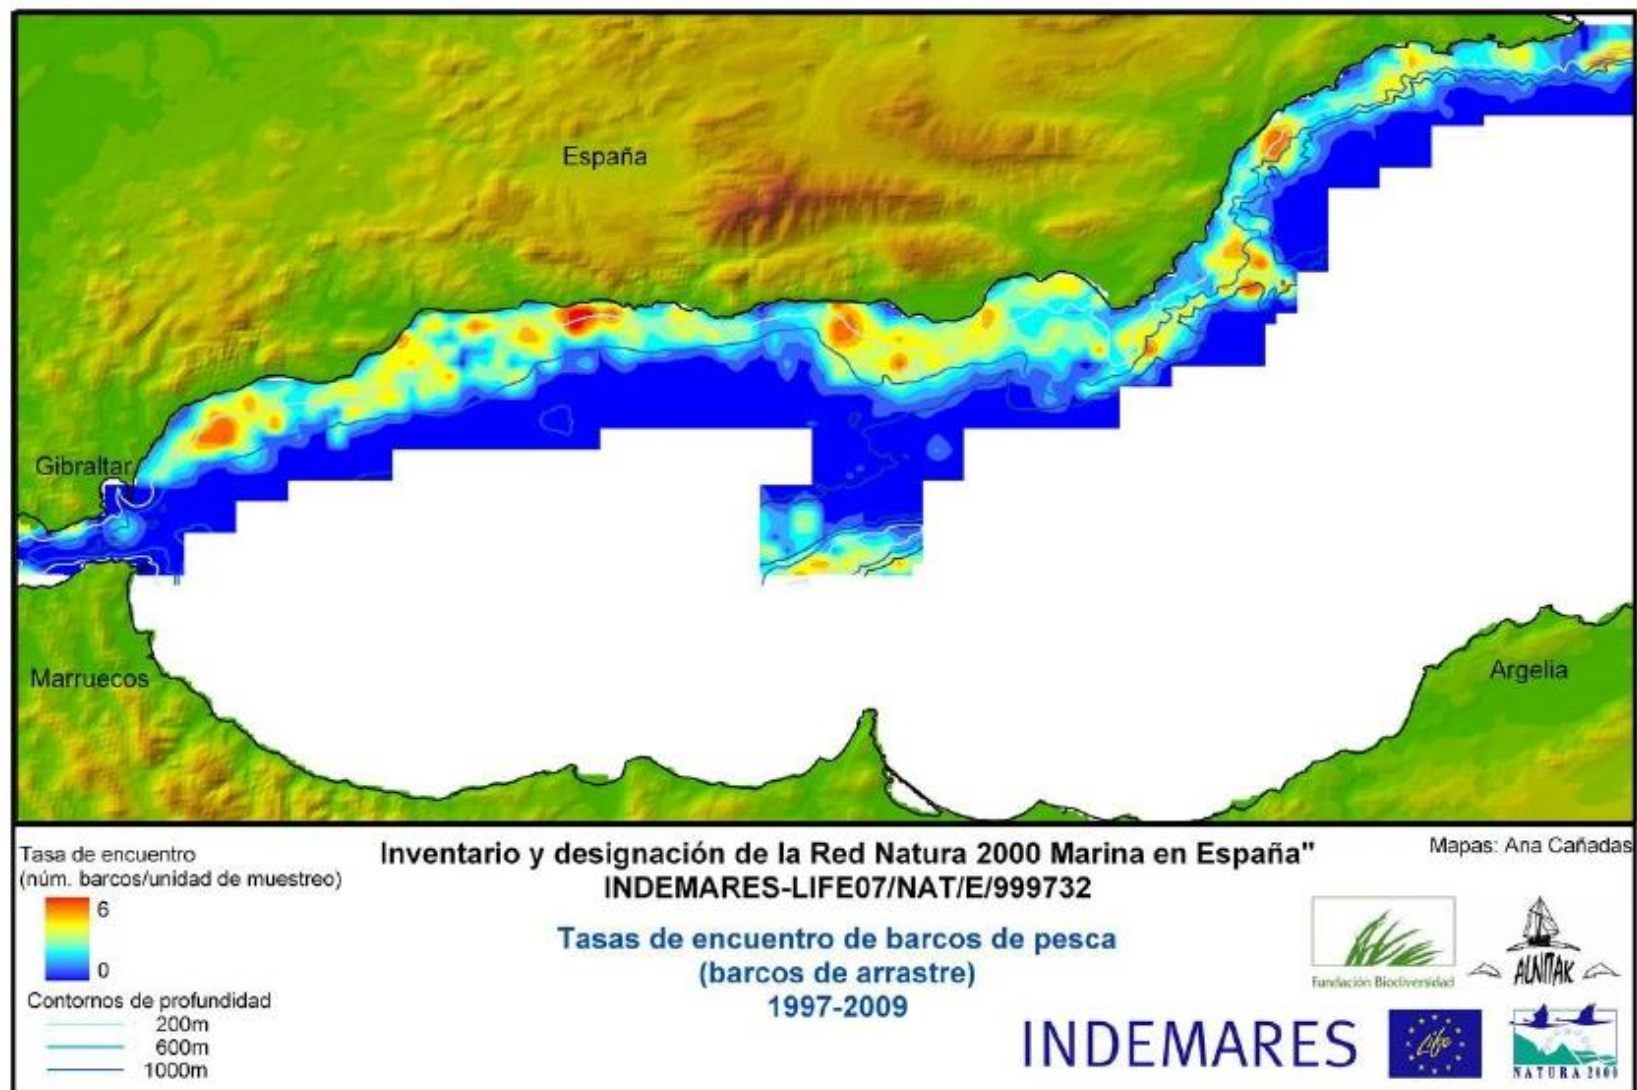 España
Gibraltar
Marruecos
Argelia
Tasa de encuentro
(núm. barcos/unidad de muestreo)
6
0
Contornos de profundidad
200m
600m
1000m
Inventario y designación de la Red Natura 2000 Marina en España"
INDEMARES-LIFE07/NAT/E/999732
Tasas de encuentro de barcos de pesca
(barcos de arrastre)
1997-2009
Mapas: Ana Cañadas
Fundación Biodiversidad
ALNITAK
INDEMARES
Life
NATURA 2000